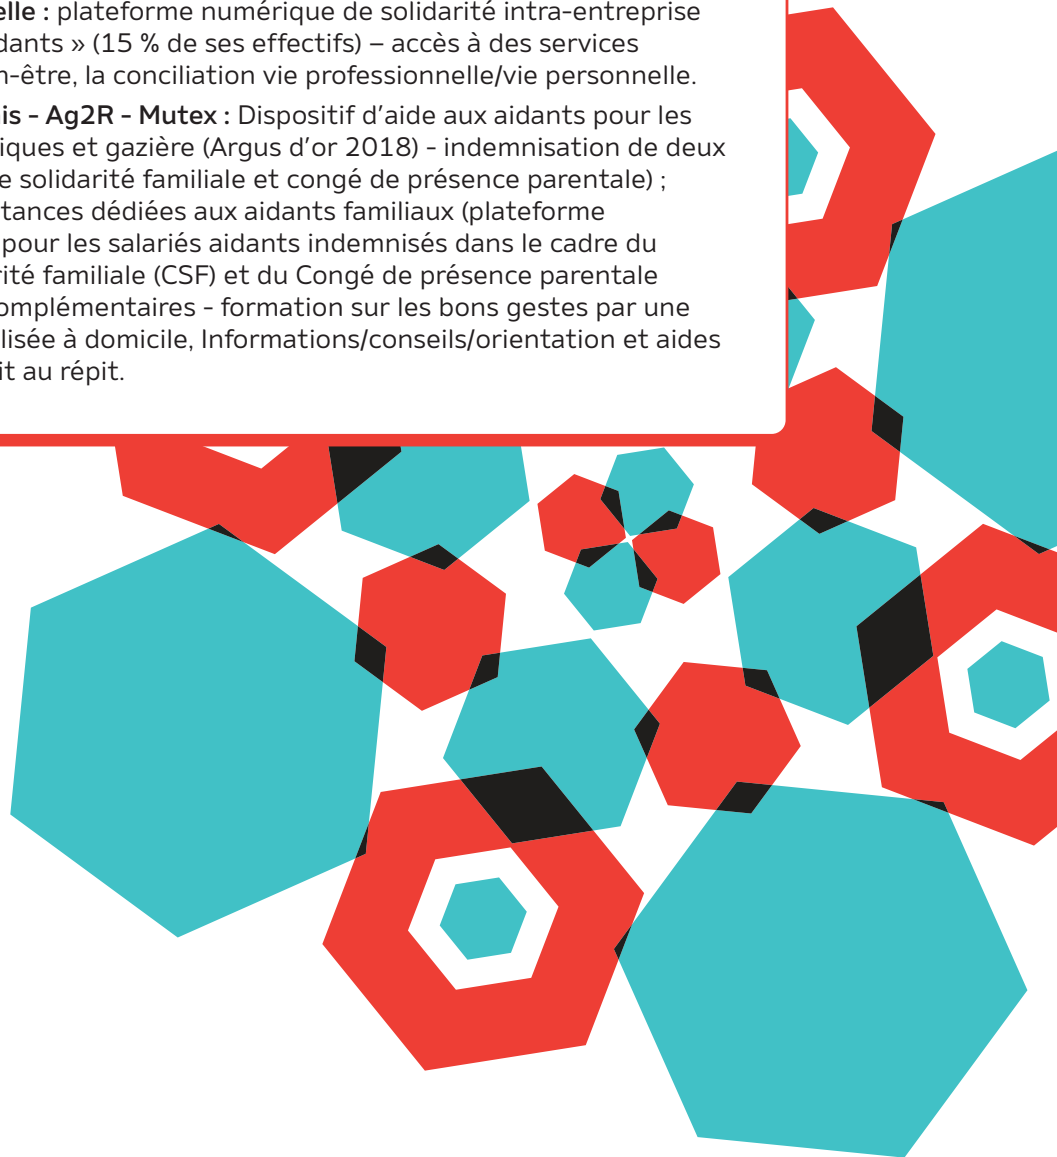 elle : plateforme numérique de solidarité intra-entreprise
dants » (15 % de ses effectifs) – accès à des services
n-être, la conciliation vie professionnelle/vie personnelle.
is - Ag2R - Mutex : Dispositif d’aide aux aidants pour les
iques et gazière (Argus d’or 2018) - indemnisation de deux
e solidarité familiale et congé de présence parentale) ;
tances dédiées aux aidants familiaux (plateforme
pour les salariés aidants indemnisés dans le cadre du
rité familiale (CSF) et du Congé de présence parentale
omplémentaires - formation sur les bons gestes par une
lisée à domicile, Informations/conseils/orientation et aides
it au répit.